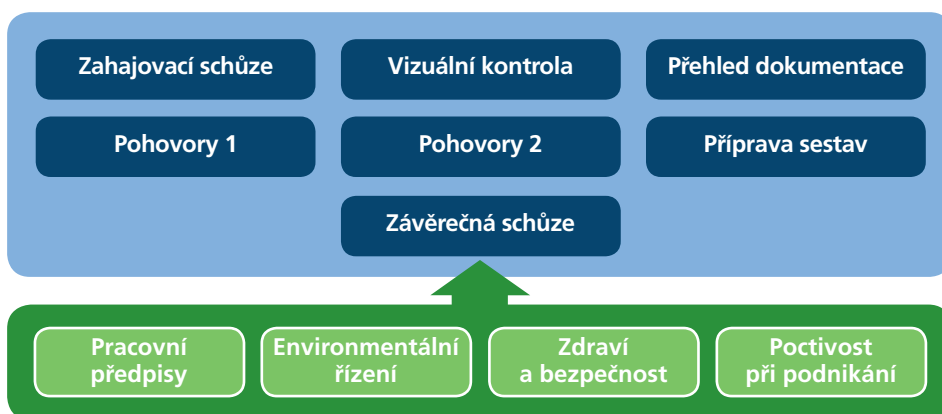 Zahajovací schůze
Vizuální kontrola
Přehled dokumentace
Pohovory 1
Pohovory 2
Příprava sestav
Závěrečná schůze
Pracovní
předpisy
Environmentální
řízení
Zdraví
a bezpečnost
Poctivost
při podnikání